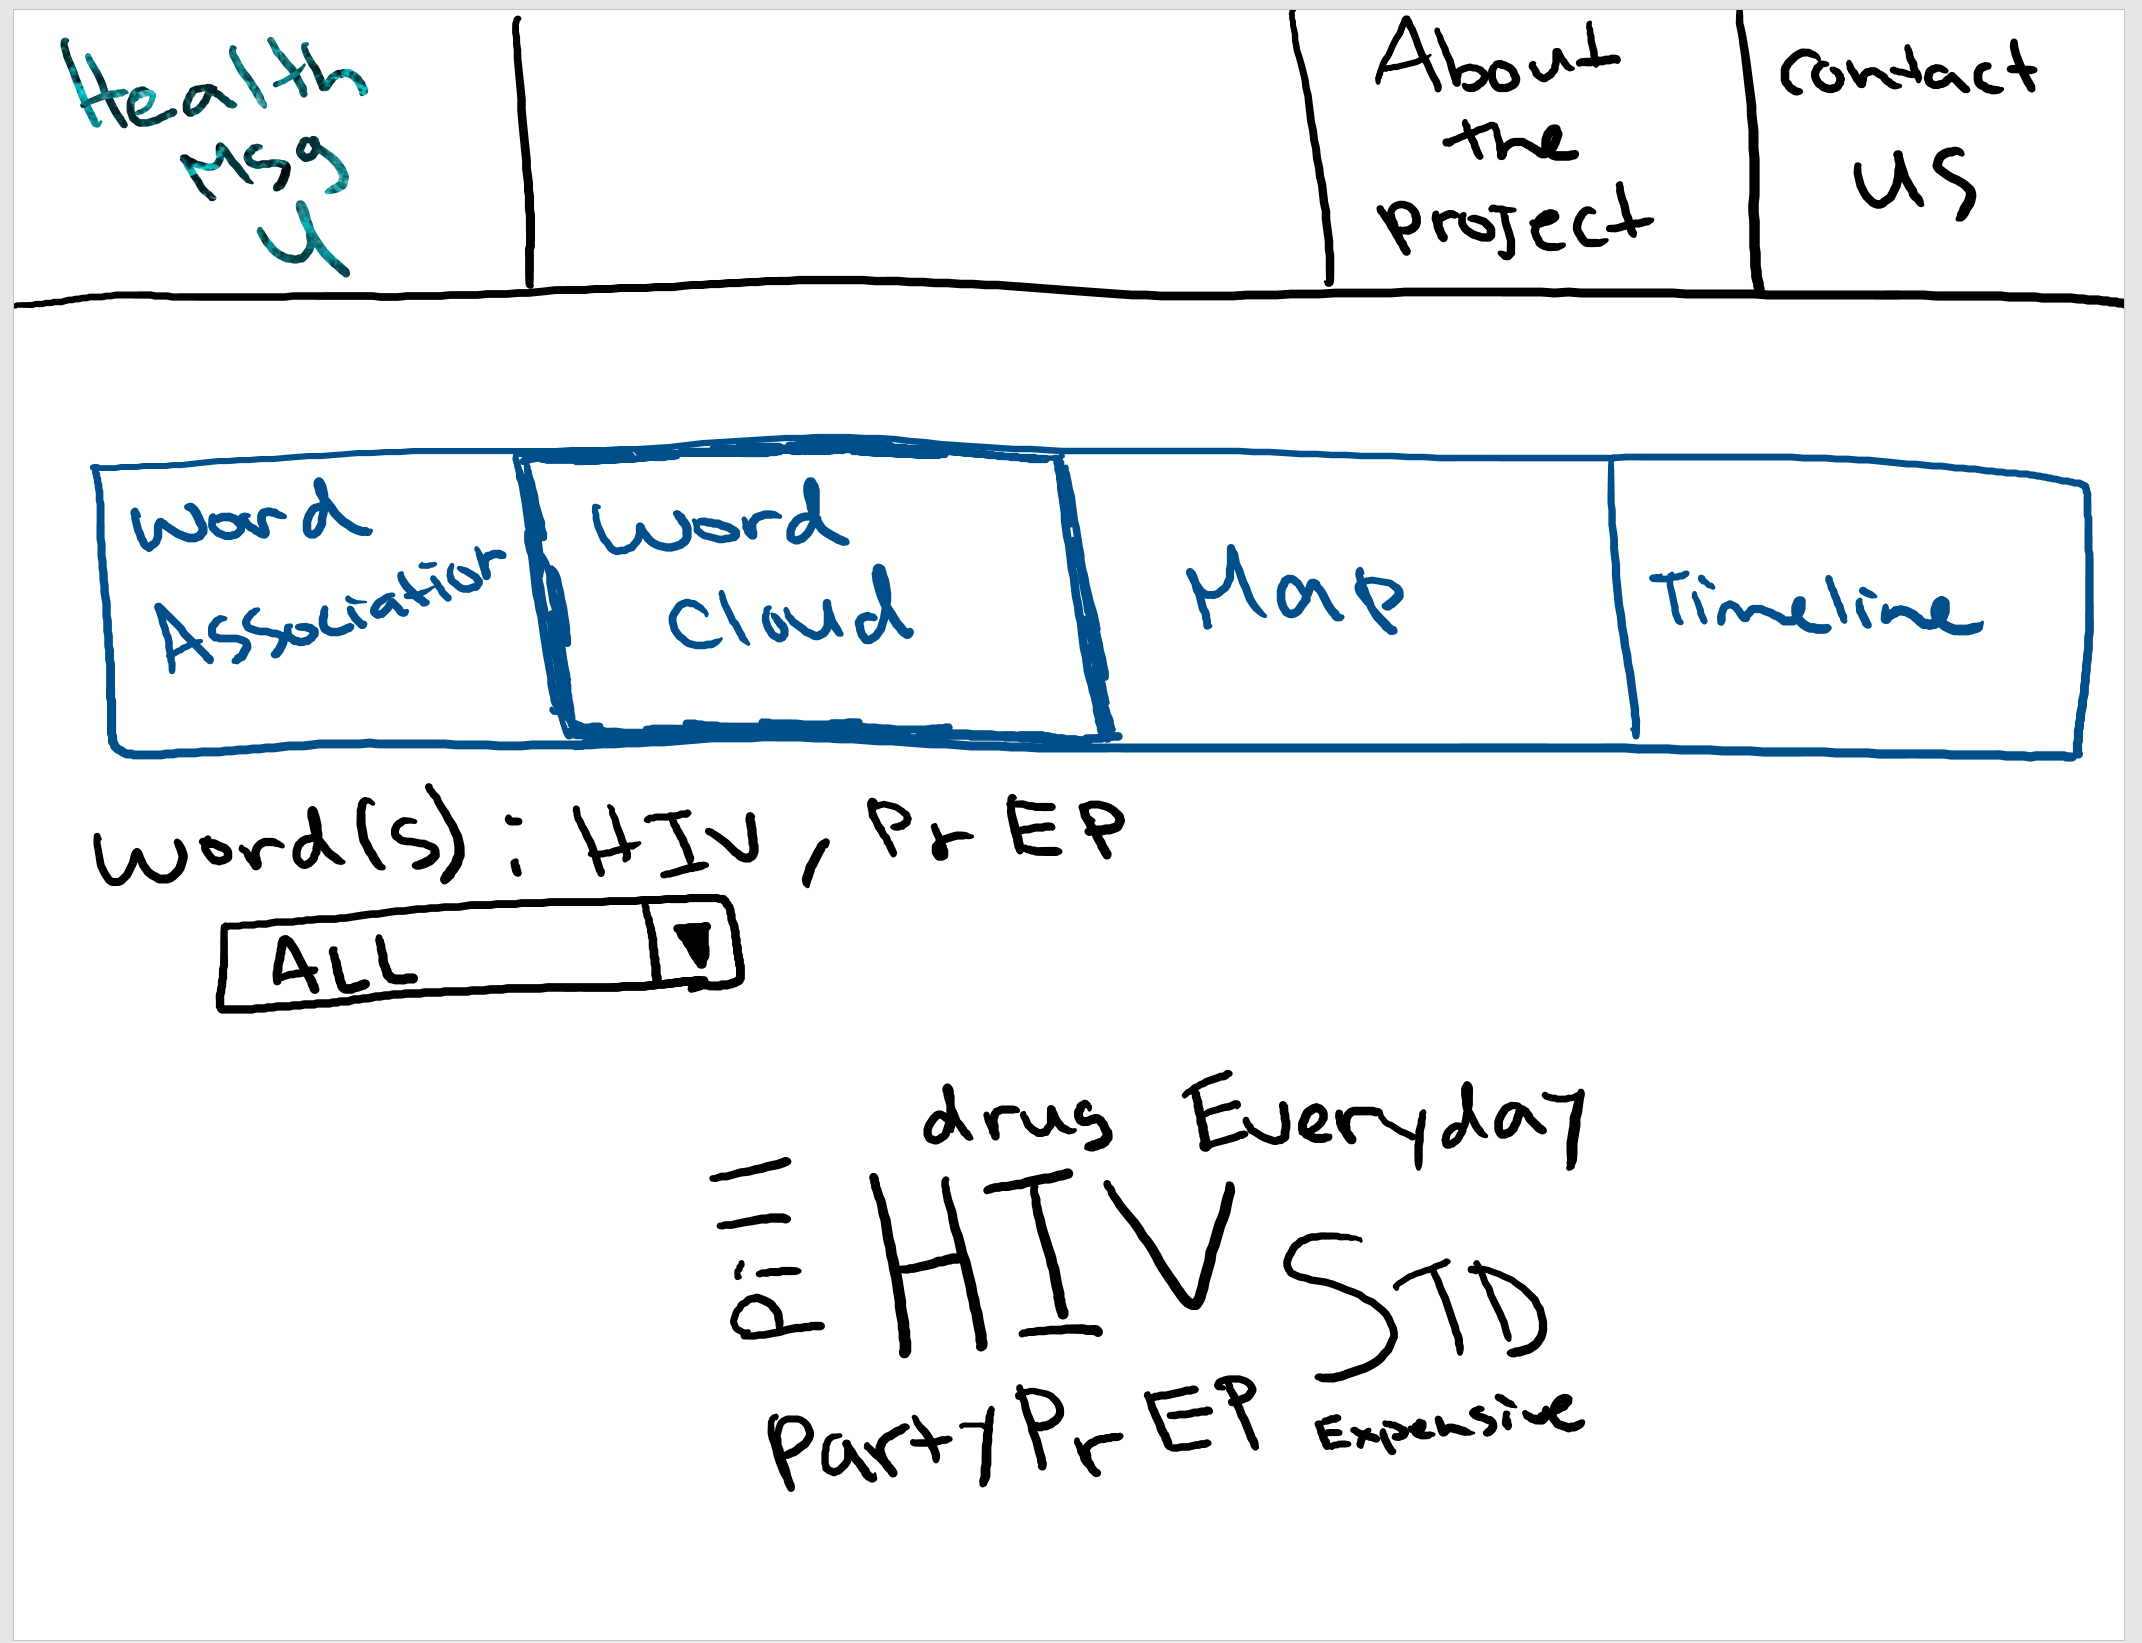 Health
Msg
4
About
the
project
Contact
US
Word
Association
Word
Cloud
Map
Timeline
Word(s): HIV, PrEP
ALL
drug Everyday
Pill
HIV STD
Party PrEP Expensive